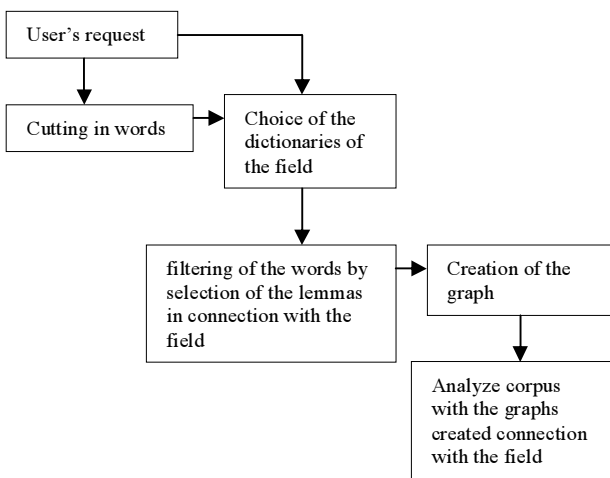 User’s request
Cutting in words
Choice of the
dictionaries of
the field
filtering of the words by
selection of the lemmas
in connection with the
field
Creation of the
graph
Analyze corpus
with the graphs
created connection
with the field